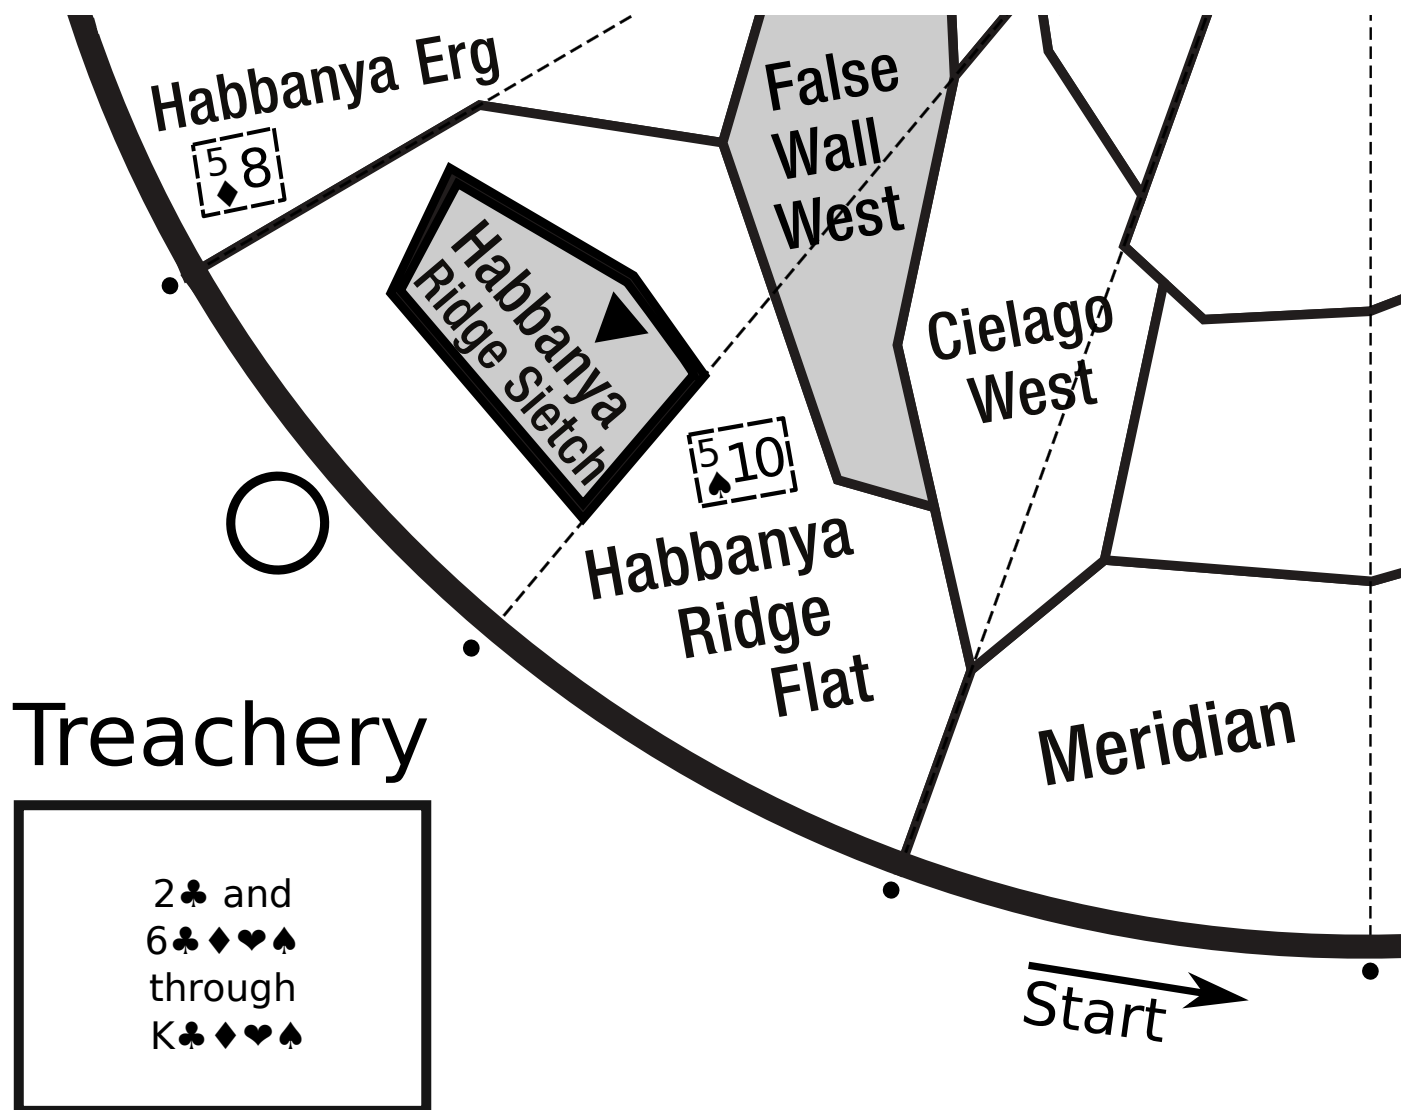 Habbanya Erg
5♦ 8
False
Wall
West
Habbanya
Ridge Sietch
Cielago
West
5♠ 10
Habbanya
Ridge
Flat
Meridian
Treachery
2♣ and
6♣♦❤♠
through
K♣♦❤♠
Start